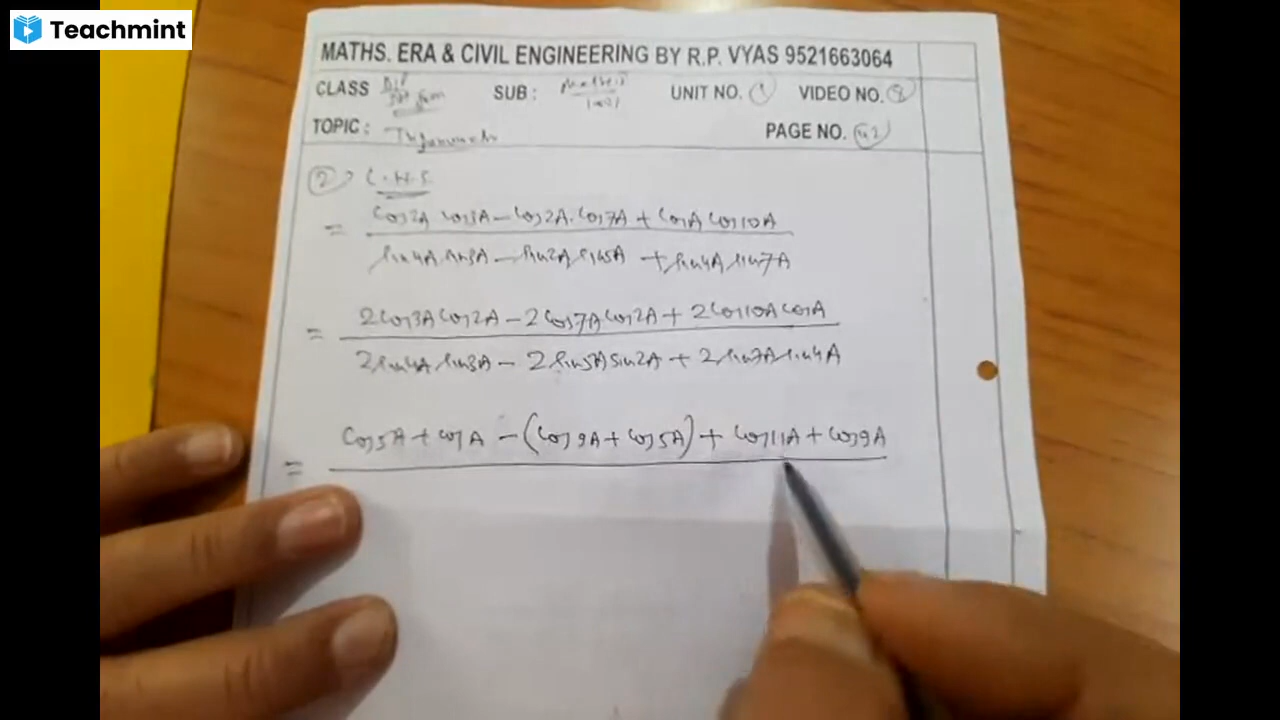 Teachmint
MATHS. ERA & CIVIL ENGINEERING BY R.P. VYAS 9521663064
CLASS SUB : UNIT NO. 1 VIDEO NO.
TOPIC : PAGE NO.
2 L.H.S.
= Cos2A Cos3A - Cos2A.Cos7A + CosA Cos10A
Sin4A Sin3A - Sin2A Sin5A + Sin4A Sin7A
= 2Cos3A Cos2A - 2Cos7A Cos2A + 2Cos10A CosA
2Sin4A Sin3A - 2Sin5A Sin2A + 2Sin7A Sin4A
= Cos5A + CosA - (Cos9A + Cos5A) + Cos11A + Cos9A